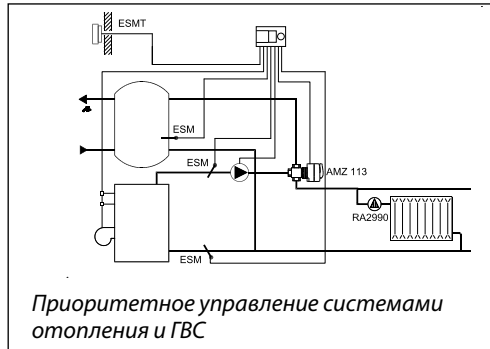 ESMT
ESM
ESM
AMZ 113
RA2990
ESM
Приоритетное управление системами
отопления и ГВС